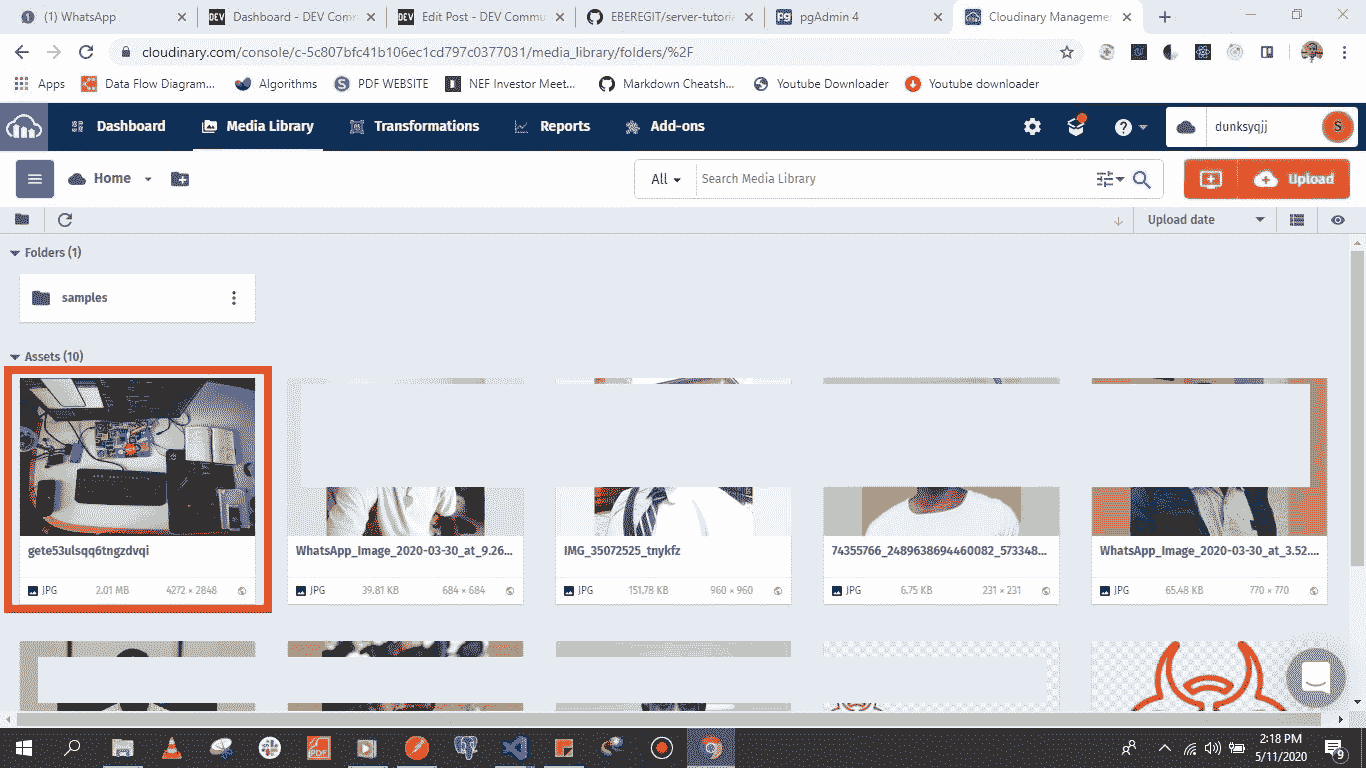 (1) WhatsApp
DEV Dashboard - DEV Comm
DEV Edit Post - DEV Commu
EBEREGIT/server-tutoria
pgAdmin 4
Cloudinary Managemen
cloudinary.com/console/c-5c807bfc41b106ec1cd797c0377031/media_library/folders/%2F
Apps
Data Flow Diagram...
Algorithms
PDF WEBSITE
NEF Investor Meet...
Markdown Cheatsh...
Youtube Downloader
Youtube downloader
Dashboard
Media Library
Transformations
Reports
Add-ons
dunksyqjj
S
Home
All
Search Media Library
Upload
Upload date
Folders (1)
samples
Assets (10)
gete53ulsqq6tngzdvqi
JPG 2.01 MB 4272 × 2848
WhatsApp_Image_2020-03-30_at_9.26...
JPG 39.81 KB 684 × 684
IMG_35072525_tnykfz
JPG 151.78 KB 960 × 960
74355766_2489638694460082_573348...
JPG 6.75 KB 231 × 231
WhatsApp_Image_2020-03-30_at_3.52....
JPG 65.48 KB 770 × 770
2:18 PM
5/11/2020
9